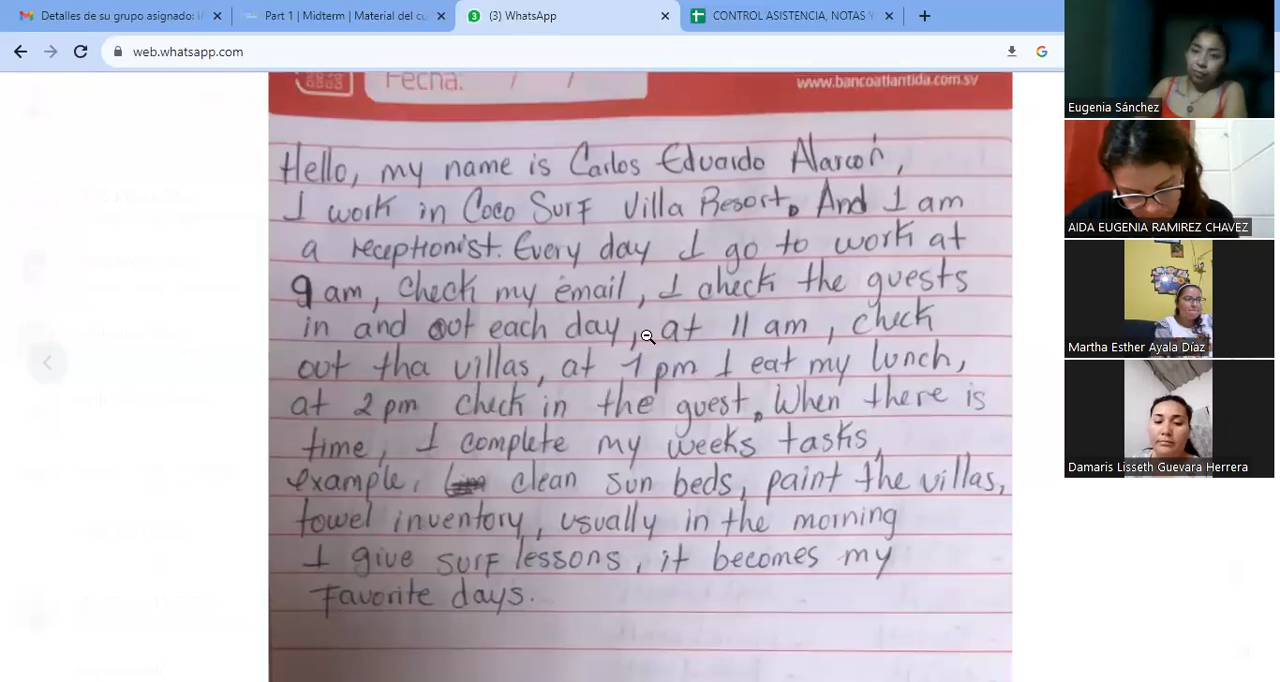 Detalles de su grupo asignado: I/
Part 1 | Midterm | Material del cu
(3) WhatsApp
CONTROL ASISTENCIA, NOTAS Y
web.whatsapp.com
Fecha: / /
www.bancoatlantida.com.sv
Hello, my name is Carlos Eduardo Alarcón,
I work in Coco Surf Villa Resort. And I am
a receptionist. Every day I go to work at
9 am, check my email, I check the guests
in and out each day, at 11 am, check
out tha villas, at 1 pm I eat my lunch,
at 2 pm check in the guest. When there is
time, I complete my weeks tasks,
example, clean sun beds, paint the villas,
towel inventory, usually in the morning
I give surf lessons, it becomes my
Favorite days.
Eugenia Sánchez
AIDA EUGENIA RAMIREZ CHAVEZ
Martha Esther Ayala Díaz
Damaris Lisseth Guevara Herrera